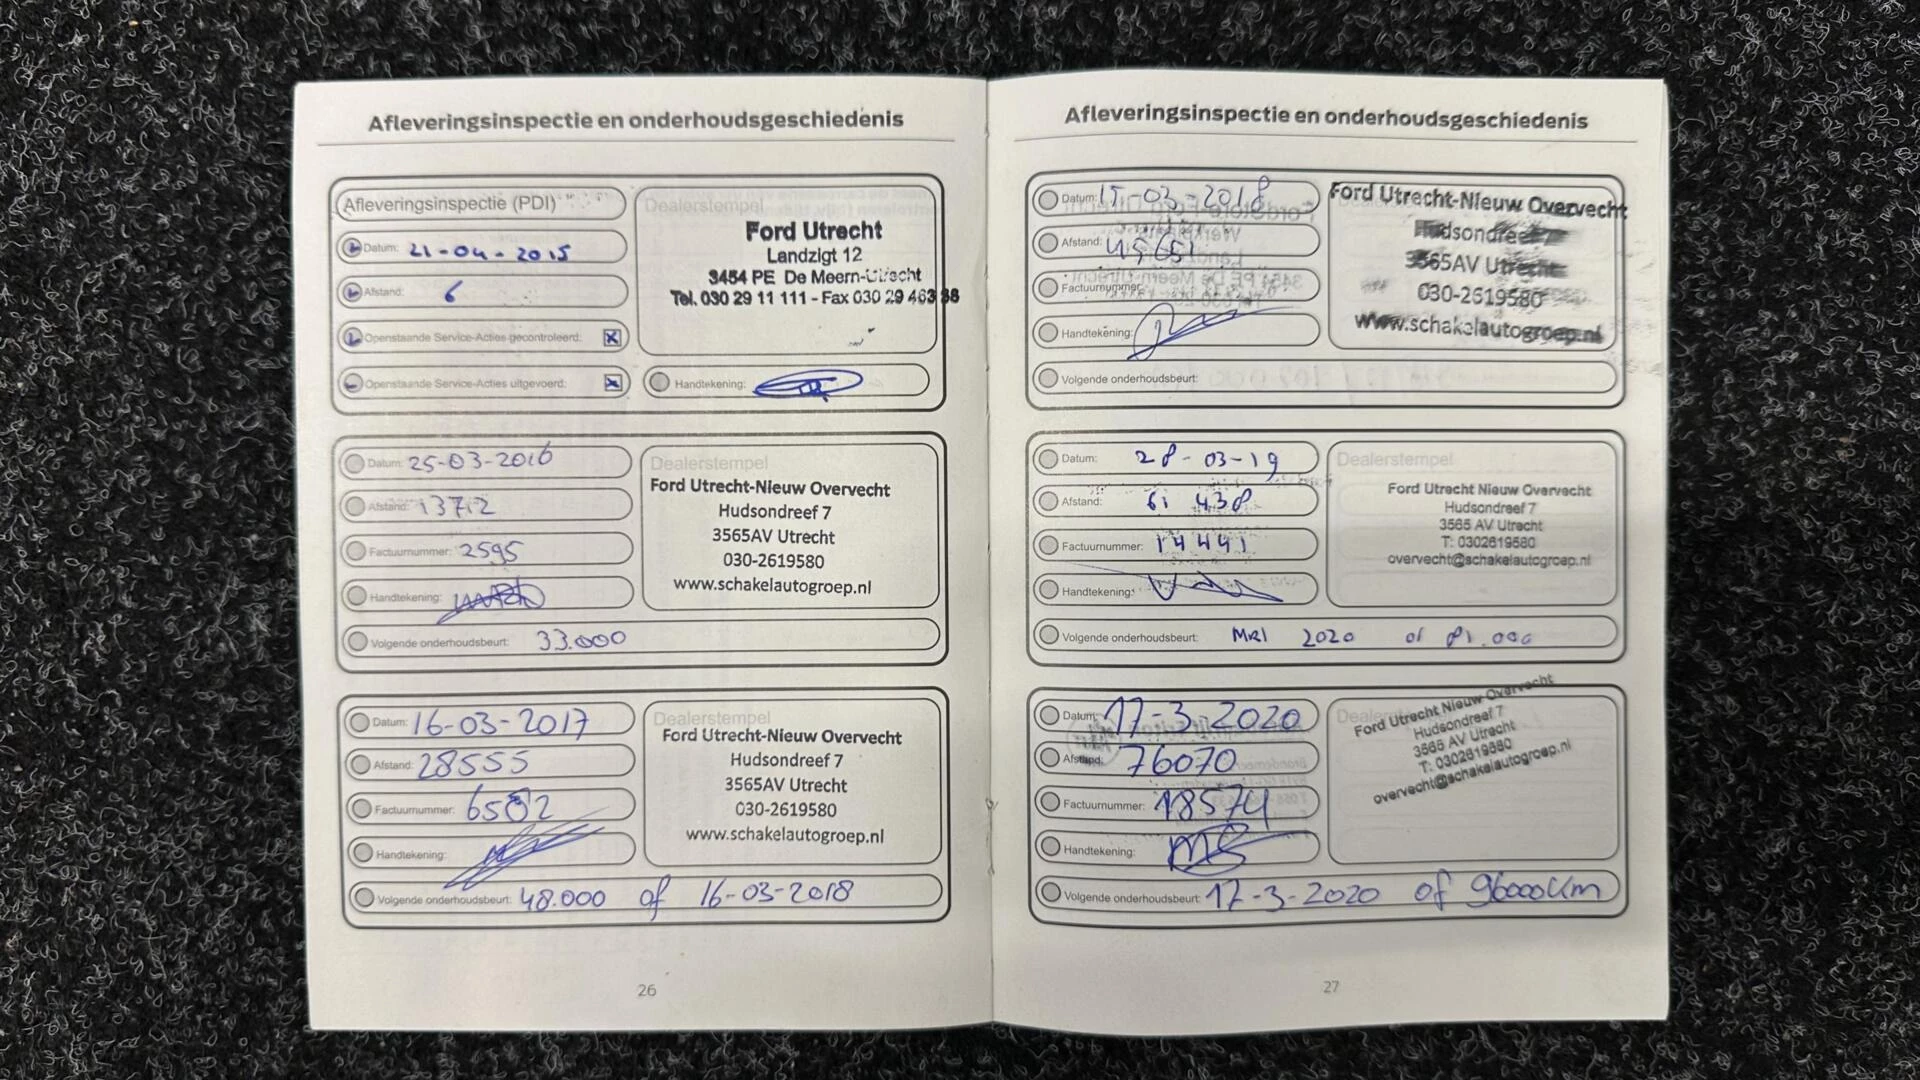 Afleveringsinspectie en onderhoudsgeschiedenis
Afleveringsinspectie (PDI)
Datum: 21-04-2015
Afstand: 6
Openstaande Service-Acties gecontroleerd:
Openstaande Service-Acties uitgevoerd:
Dealerstempel
Ford Utrecht
Landzigt 12
3454 PE De Meern-Utrecht
Tel. 030 29 11 111 - Fax 030 29 463 88
Handtekening:
Datum: 25-03-2016
Afstand: 13712
Factuurnummer: 2595
Handtekening:
Volgende onderhoudsbeurt: 33.000
Dealerstempel
Ford Utrecht-Nieuw Overvecht
Hudsondreef 7
3565AV Utrecht
030-2619580
www.schakelautogroep.nl
Datum: 16-03-2017
Afstand: 28555
Factuurnummer: 6502
Handtekening:
Volgende onderhoudsbeurt: 48.000 of 16-03-2018
Dealerstempel
Ford Utrecht-Nieuw Overvecht
Hudsondreef 7
3565AV Utrecht
030-2619580
www.schakelautogroep.nl
26
Afleveringsinspectie en onderhoudsgeschiedenis
Datum: 15-03-2018
Afstand:
Factuurnummer:
Handtekening:
Volgende onderhoudsbeurt:
Ford Utrecht-Nieuw Overvecht
Hudsondreef 7
3565AV Utrecht
030-2619580
www.schakelautogroep.nl
Datum: 28-03-19
Afstand: 61 438
Factuurnummer: 14441
Handtekening:
Volgende onderhoudsbeurt: Mrt 2020 of 81.000
Dealerstempel
Ford Utrecht Nieuw Overvecht
Hudsondreef 7
3565 AV Utrecht
T: 0302619580
overvecht@schakelautogroep.nl
Datum: 17-3-2020
Afstand: 76070
Factuurnummer: 18574
Handtekening:
Volgende onderhoudsbeurt: 17-3-2020 of 96000km
Ford Utrecht Nieuw Overvecht
Hudsondreef 7
3565 AV Utrecht
T: 0302619580
overvecht@schakelautogroep.nl
27